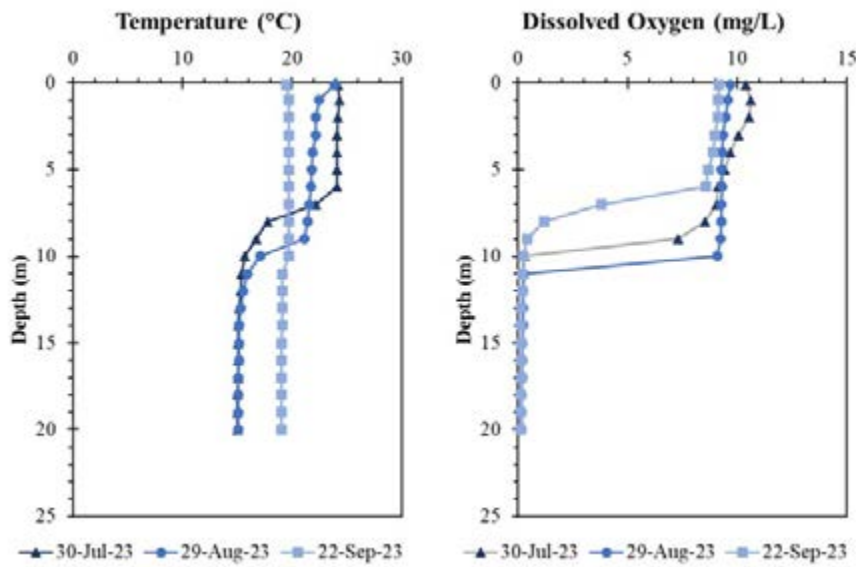 Temperature (°C)
0 10 20 30
0
5
10
15
20
25
Depth (m)
30-Jul-23 29-Aug-23 22-Sep-23
Dissolved Oxygen (mg/L)
0 5 10 15
0
5
10
15
20
25
Depth (m)
30-Jul-23 29-Aug-23 22-Sep-23